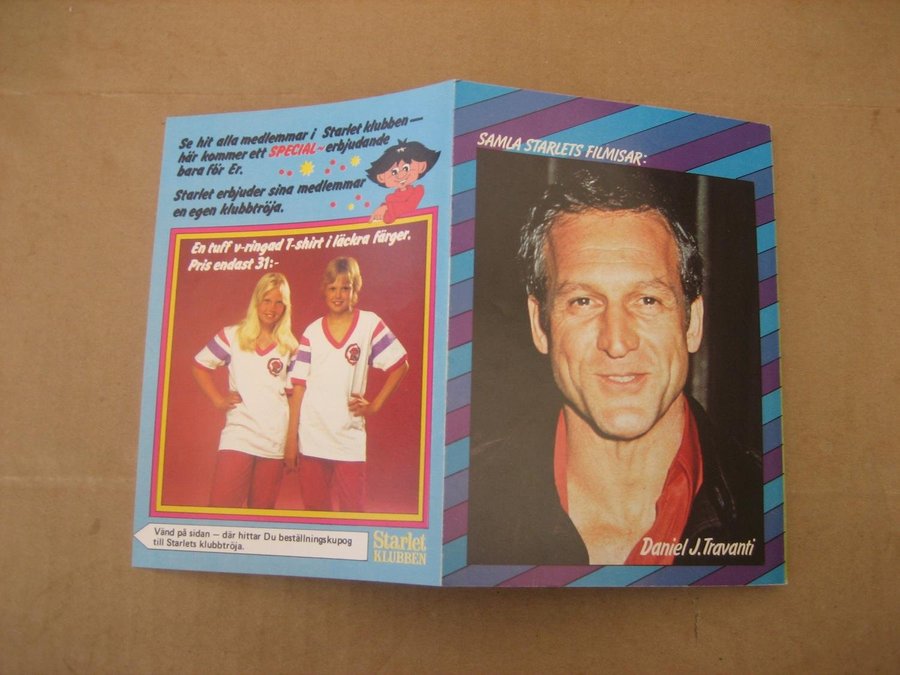 Se hit alla medlemmar i Starlet klubben —
här kommer ett SPECIAL~erbjudande
bara för Er.
Starlet erbjuder sina medlemmar
en egen klubbtröja.
En tuff v-ringad T-shirt i läckra färger.
Pris endast 31:-
Vänd på sidan — där hittar Du beställningskupog
till Starlets klubbtröja.
Starlet
KLUBBEN
SAMLA STARLETS FILMISAR:
Daniel J. Travanti